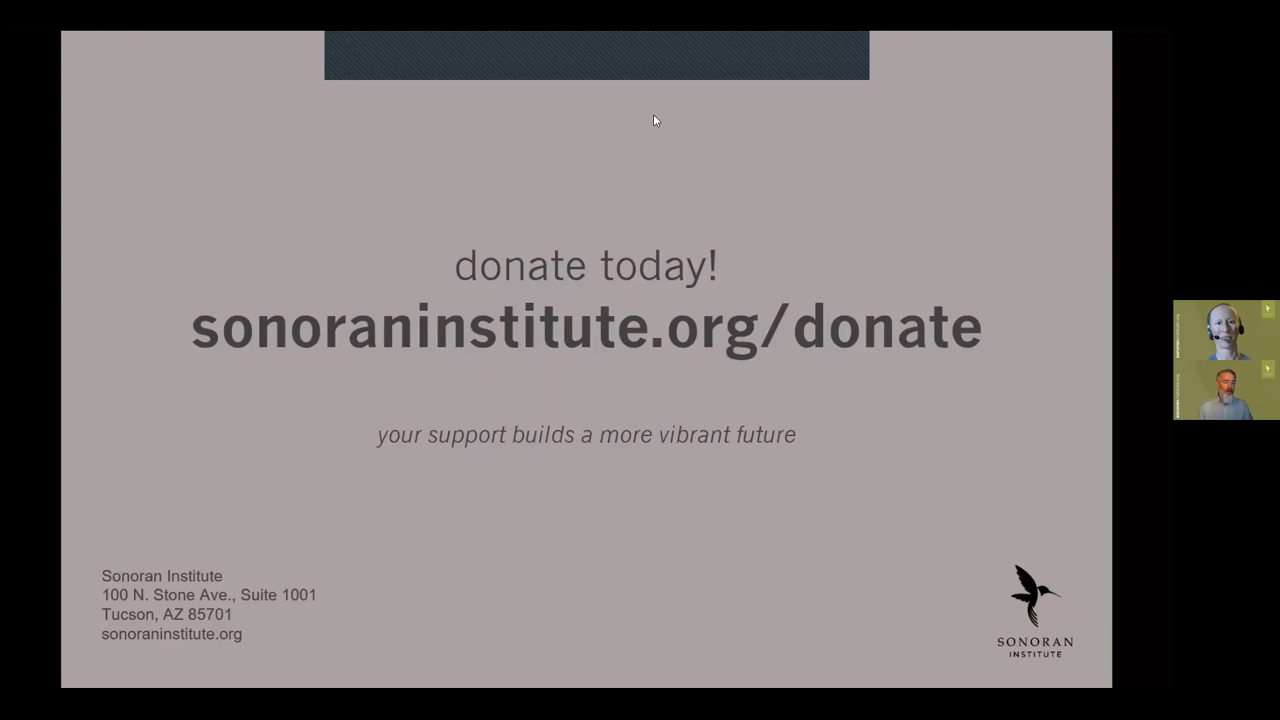 donate today!
sonoraninstitute.org/donate
your support builds a more vibrant future
Sonoran Institute
100 N. Stone Ave., Suite 1001
Tucson, AZ 85701
sonoraninstitute.org
SONORAN
INSTITUTE